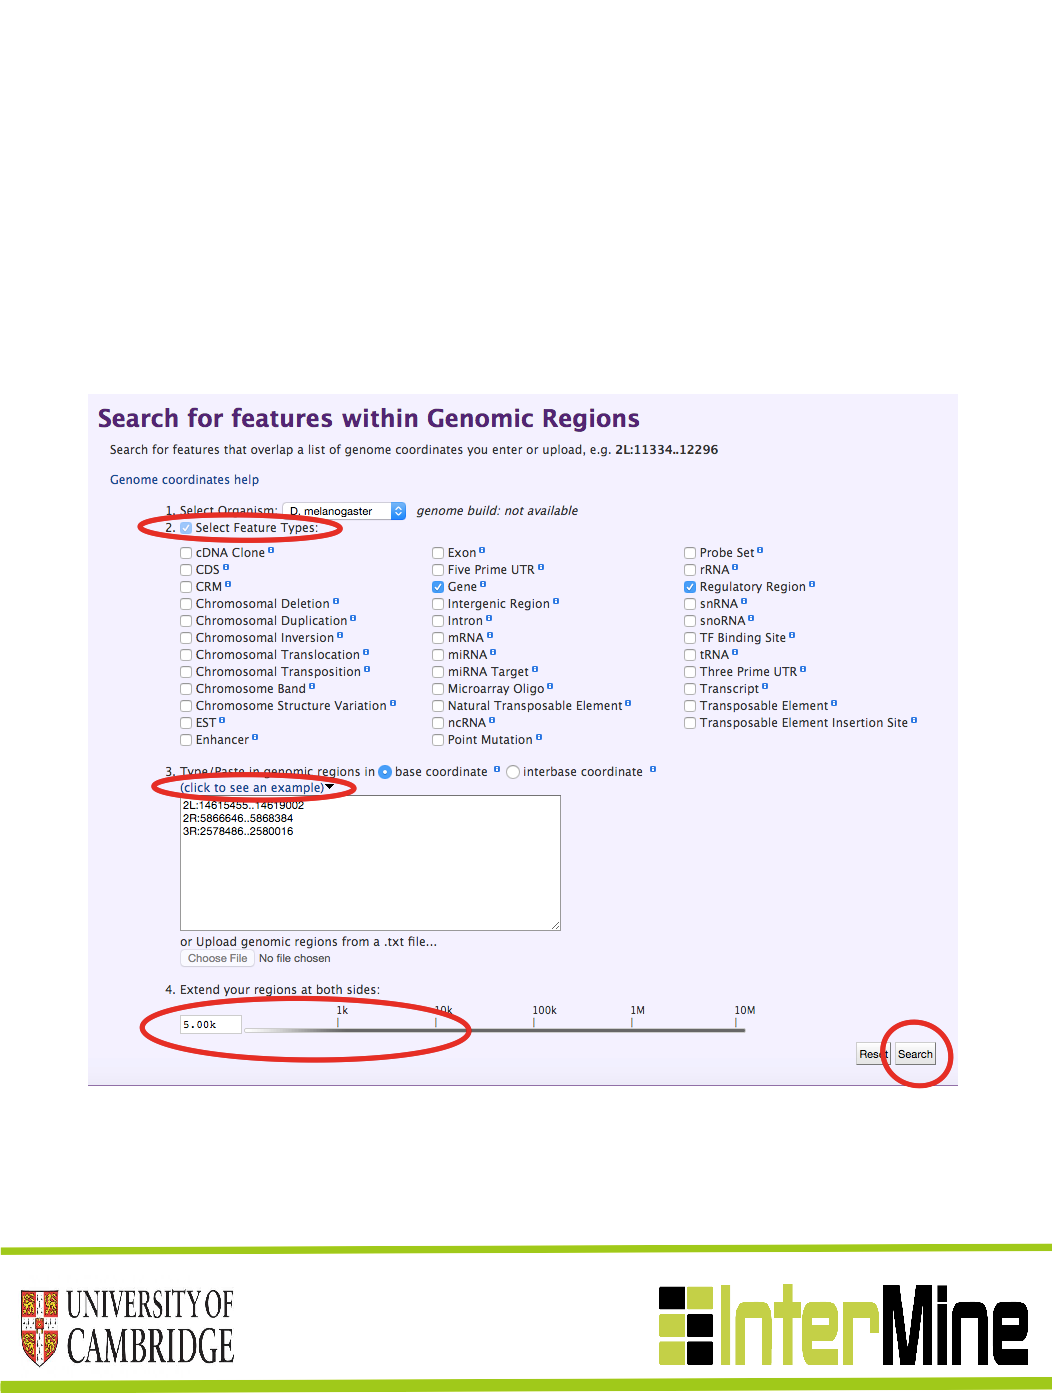 Search for features within Genomic Regions
Search for features that overlap a list of genome coordinates you enter or upload, e.g. 2L:11334..12296
Genome coordinates help
1. Select Organism: D. melanogaster genome build: not available
2. Select Feature Types:
cDNA Clone Exon Probe Set
CDS Five Prime UTR rRNA
CRM Gene Regulatory Region
Chromosomal Deletion Intergenic Region snRNA
Chromosomal Duplication Intron snoRNA
Chromosomal Inversion mRNA TF Binding Site
Chromosomal Translocation miRNA tRNA
Chromosomal Transposition miRNA Target Three Prime UTR
Chromosome Band Microarray Oligo Transcript
Chromosome Structure Variation Natural Transposable Element Transposable Element
EST ncRNA Transposable Element Insertion Site
Enhancer Point Mutation
3. Type/Paste in genomic regions in base coordinate interbase coordinate
(click to see an example)
2L:14615455..14619002
2R:5866646..5868384
3R:2578486..2580016
or Upload genomic regions from a .txt file...
Choose File No file chosen
4. Extend your regions at both sides:
1k 10k 100k 1M 10M
5.00k
Reset Search
UNIVERSITY OF
CAMBRIDGE
InterMine